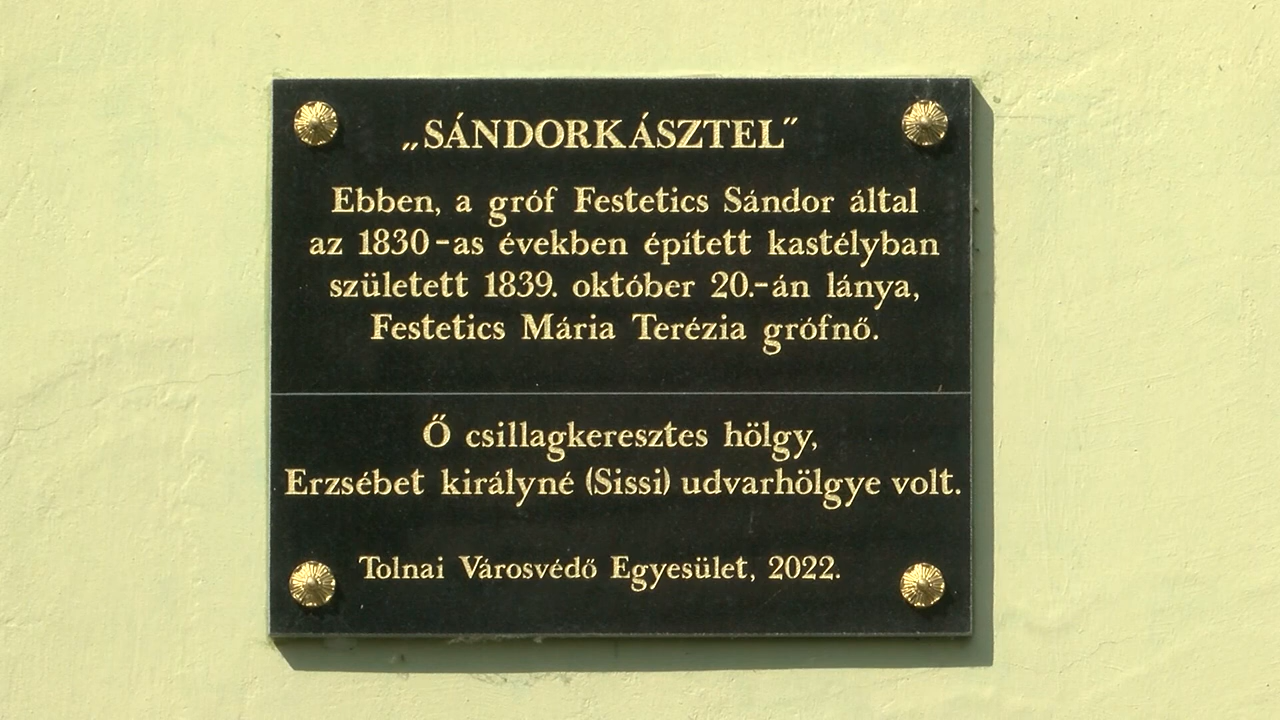 „SÁNDORKÁSZTEL”
Ebben, a gróf Festetics Sándor által
az 1830-as években épített kastélyban
született 1839. október 20.-án lánya,
Festetics Mária Terézia grófnő.
Ő csillagkeresztes hölgy,
Erzsébet királyné (Sissi) udvarhölgye volt.
Tolnai Városvédő Egyesület, 2022.